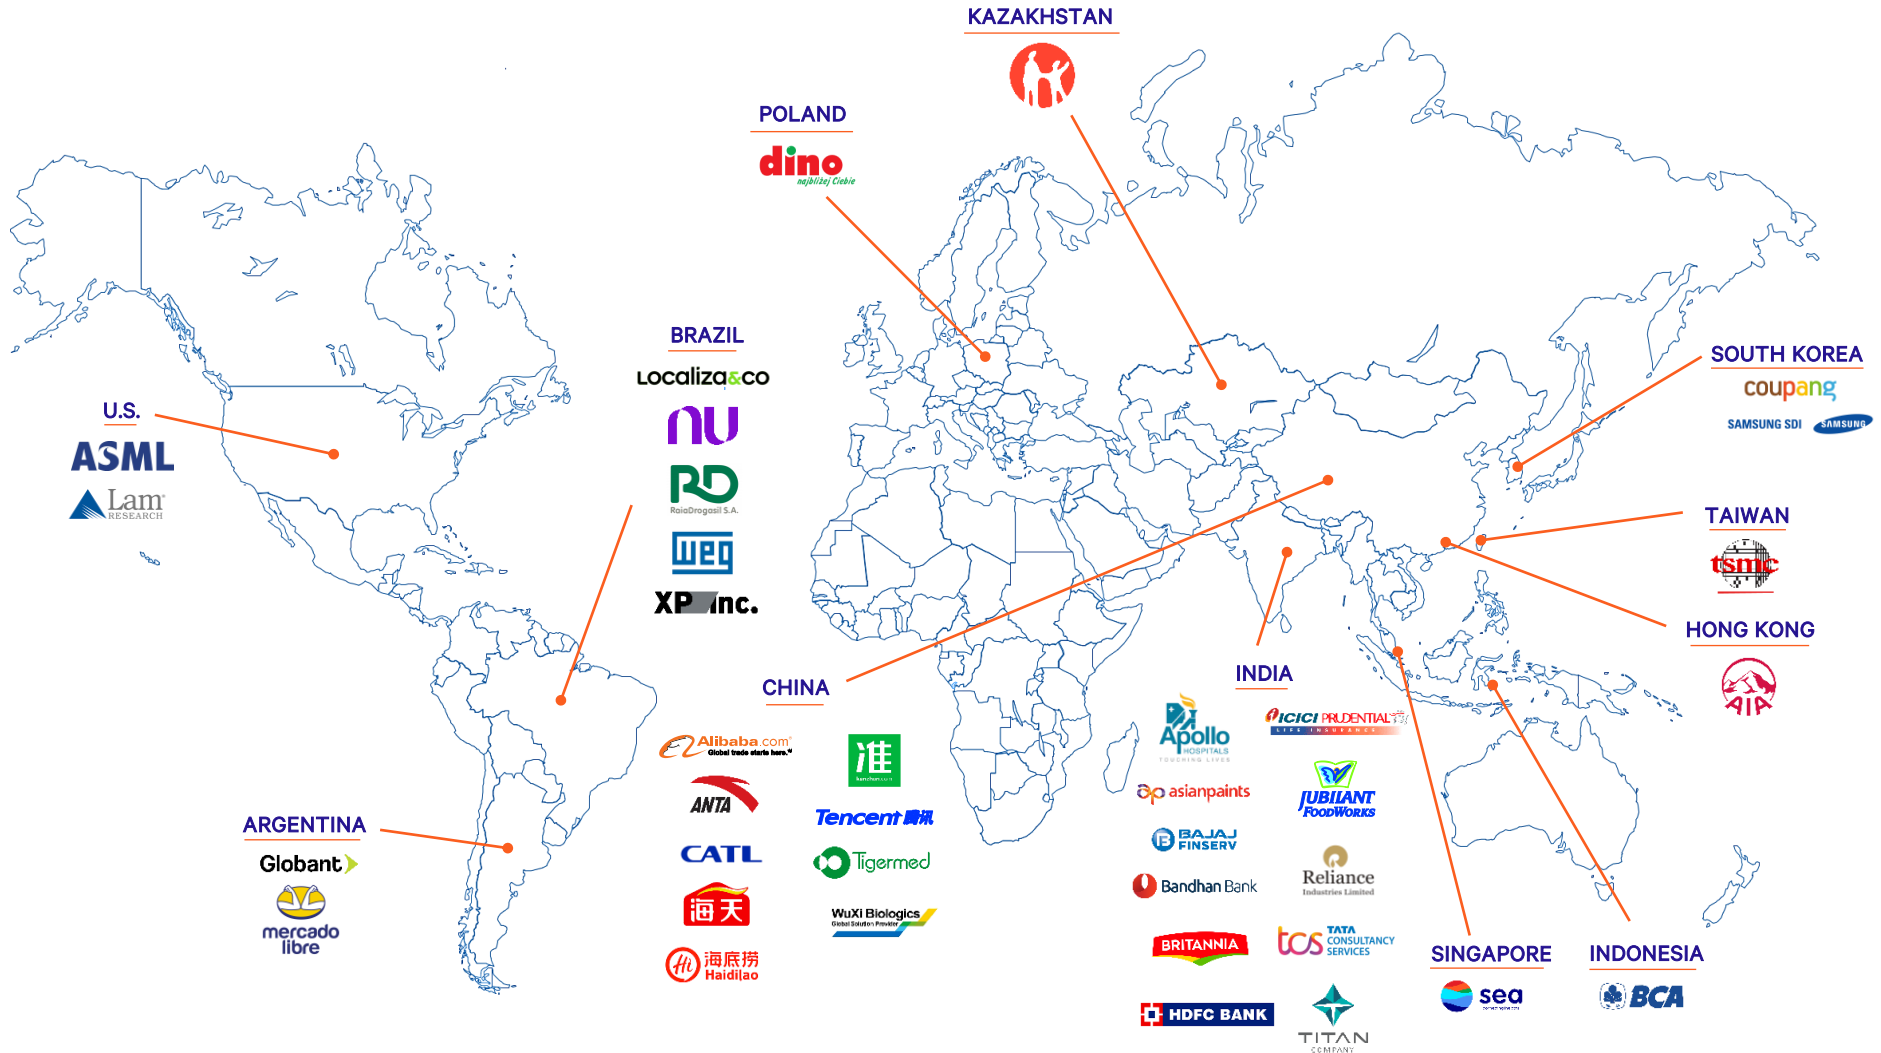 KAZAKHSTAN
POLAND
dino
najbliżej Ciebie
BRAZIL
Localiza&co
nu
RD
RaiaDrogasil S.A.
weg
XP inc.
U.S.
ASML
Lam
RESEARCH
ARGENTINA
Globant
mercado
libre
CHINA
Alibaba.com
Global trade starts here.™
ANTA
CATL
海天
Hi 海底捞
Haidilao
准
Tencent 腾讯
Tigermed
WuXi Biologics
Global Solution Provider
INDIA
Apollo
HOSPITALS
TOUCHING LIVES
asianpaints
BAJAJ
FINSERV
Bandhan Bank
BRITANNIA
HDFC BANK
ICICI PRUDENTIAL
LIFE INSURANCE
JUBILANT
FOODWORKS
Reliance
Industries Limited
tcs TATA
CONSULTANCY
SERVICES
TITAN
COMPANY
SOUTH KOREA
coupang
SAMSUNG SDI SAMSUNG
TAIWAN
tsmc
HONG KONG
AIA
SINGAPORE
sea
INDONESIA
BCA